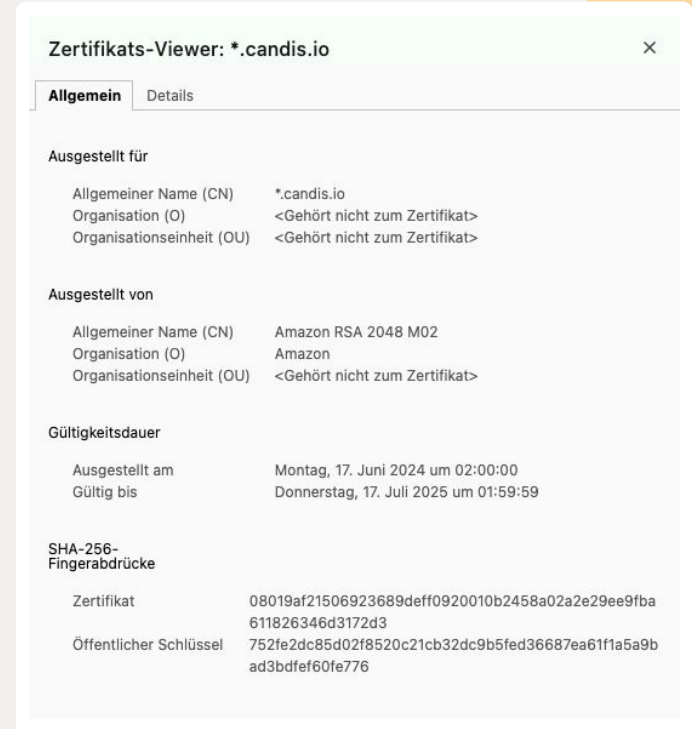 Zertifikats-Viewer: *.candis.io
Allgemein Details
Ausgestellt für
Allgemeiner Name (CN) *.candis.io
Organisation (O) <Gehört nicht zum Zertifikat>
Organisationseinheit (OU) <Gehört nicht zum Zertifikat>
Ausgestellt von
Allgemeiner Name (CN) Amazon RSA 2048 M02
Organisation (O) Amazon
Organisationseinheit (OU) <Gehört nicht zum Zertifikat>
Gültigkeitsdauer
Ausgestellt am Montag, 17. Juni 2024 um 02:00:00
Gültig bis Donnerstag, 17. Juli 2025 um 01:59:59
SHA-256-
Fingerabdrücke
Zertifikat 08019af21506923689deff0920010b2458a02a2e29ee9fba
611826346d3172d3
Öffentlicher Schlüssel 752fe2dc85d02f8520c21cb32dc9b5fed36687ea61f1a5a9b
ad3bdfef60fe776